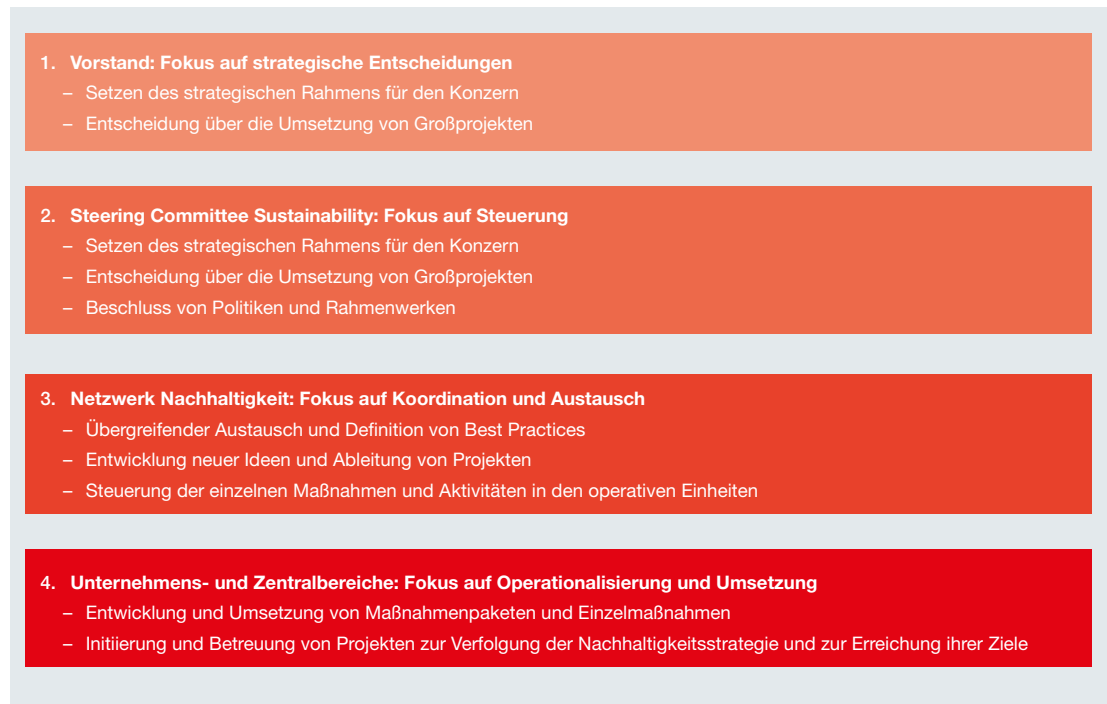 1. Vorstand: Fokus auf strategische Entscheidungen
– Setzen des strategischen Rahmens für den Konzern
– Entscheidung über die Umsetzung von Großprojekten
2. Steering Committee Sustainability: Fokus auf Steuerung
– Setzen des strategischen Rahmens für den Konzern
– Entscheidung über die Umsetzung von Großprojekten
– Beschluss von Politiken und Rahmenwerken
3. Netzwerk Nachhaltigkeit: Fokus auf Koordination und Austausch
– Übergreifender Austausch und Definition von Best Practices
– Entwicklung neuer Ideen und Ableitung von Projekten
– Steuerung der einzelnen Maßnahmen und Aktivitäten in den operativen Einheiten
4. Unternehmens- und Zentralbereiche: Fokus auf Operationalisierung und Umsetzung
– Entwicklung und Umsetzung von Maßnahmenpaketen und Einzelmaßnahmen
– Initiierung und Betreuung von Projekten zur Verfolgung der Nachhaltigkeitsstrategie und zur Erreichung ihrer Ziele